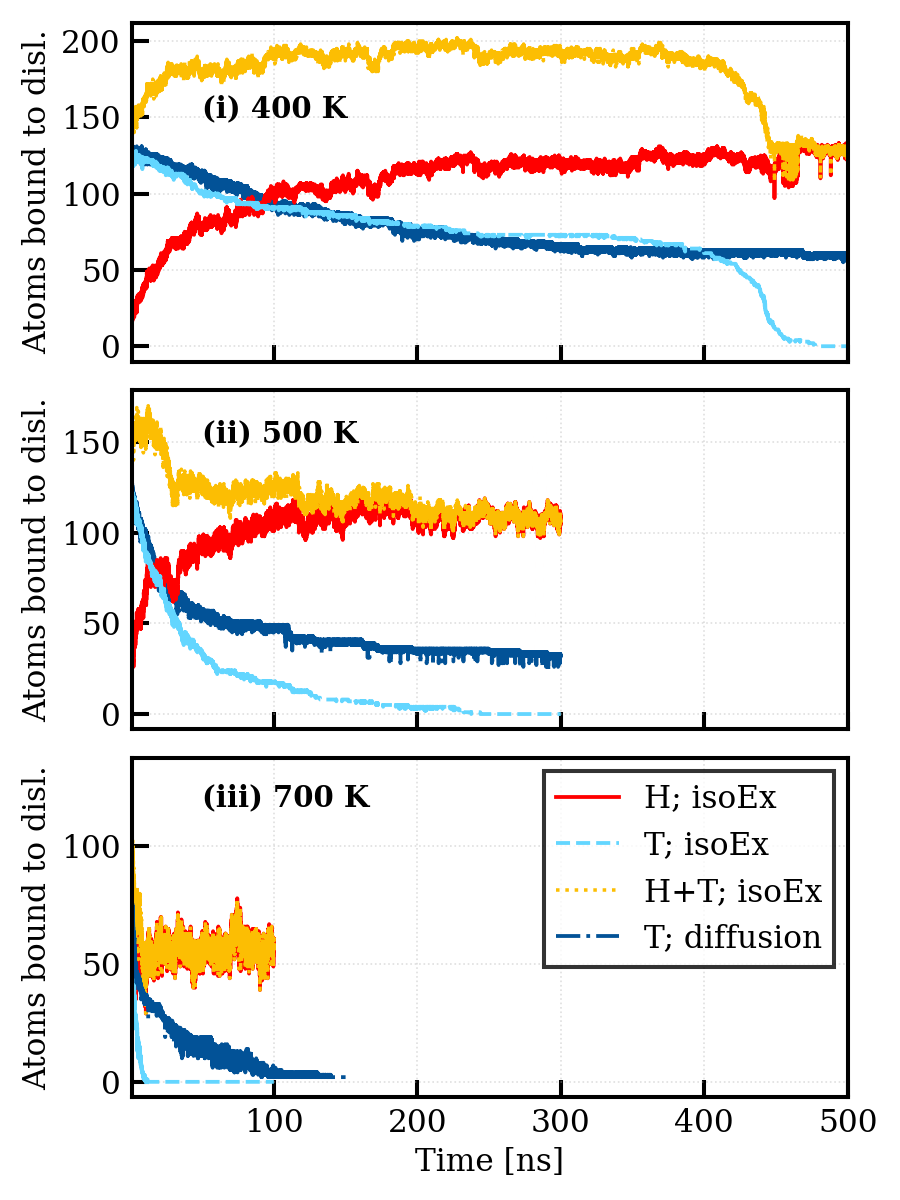 Atoms bound to disl.
200
150
100
50
0
(i) 400 K
Atoms bound to disl.
150
100
50
0
(ii) 500 K
Atoms bound to disl.
100
50
0
(iii) 700 K
H; isoEx
T; isoEx
H+T; isoEx
T; diffusion
100 200 300 400 500
Time [ns]